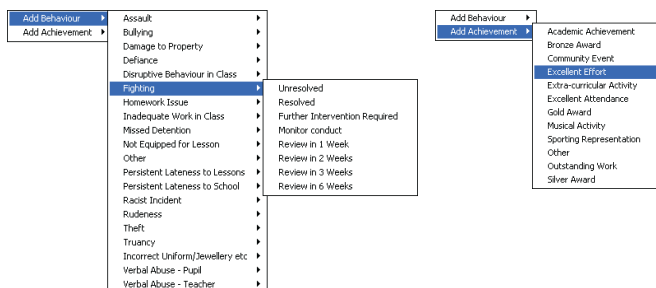 Add Behaviour
Add Achievement
Assault
Bullying
Damage to Property
Defiance
Disruptive Behaviour in Class
Fighting
Homework Issue
Inadequate Work in Class
Missed Detention
Not Equipped for Lesson
Other
Persistent Lateness to Lessons
Persistent Lateness to School
Racist Incident
Rudeness
Theft
Truancy
Incorrect Uniform/Jewellery etc
Verbal Abuse - Pupil
Verbal Abuse - Teacher
Unresolved
Resolved
Further Intervention Required
Monitor conduct
Review in 1 Week
Review in 2 Weeks
Review in 3 Weeks
Review in 6 Weeks
Add Behaviour
Add Achievement
Academic Achievement
Bronze Award
Community Event
Excellent Effort
Extra-curricular Activity
Excellent Attendance
Gold Award
Musical Activity
Sporting Representation
Other
Outstanding Work
Silver Award